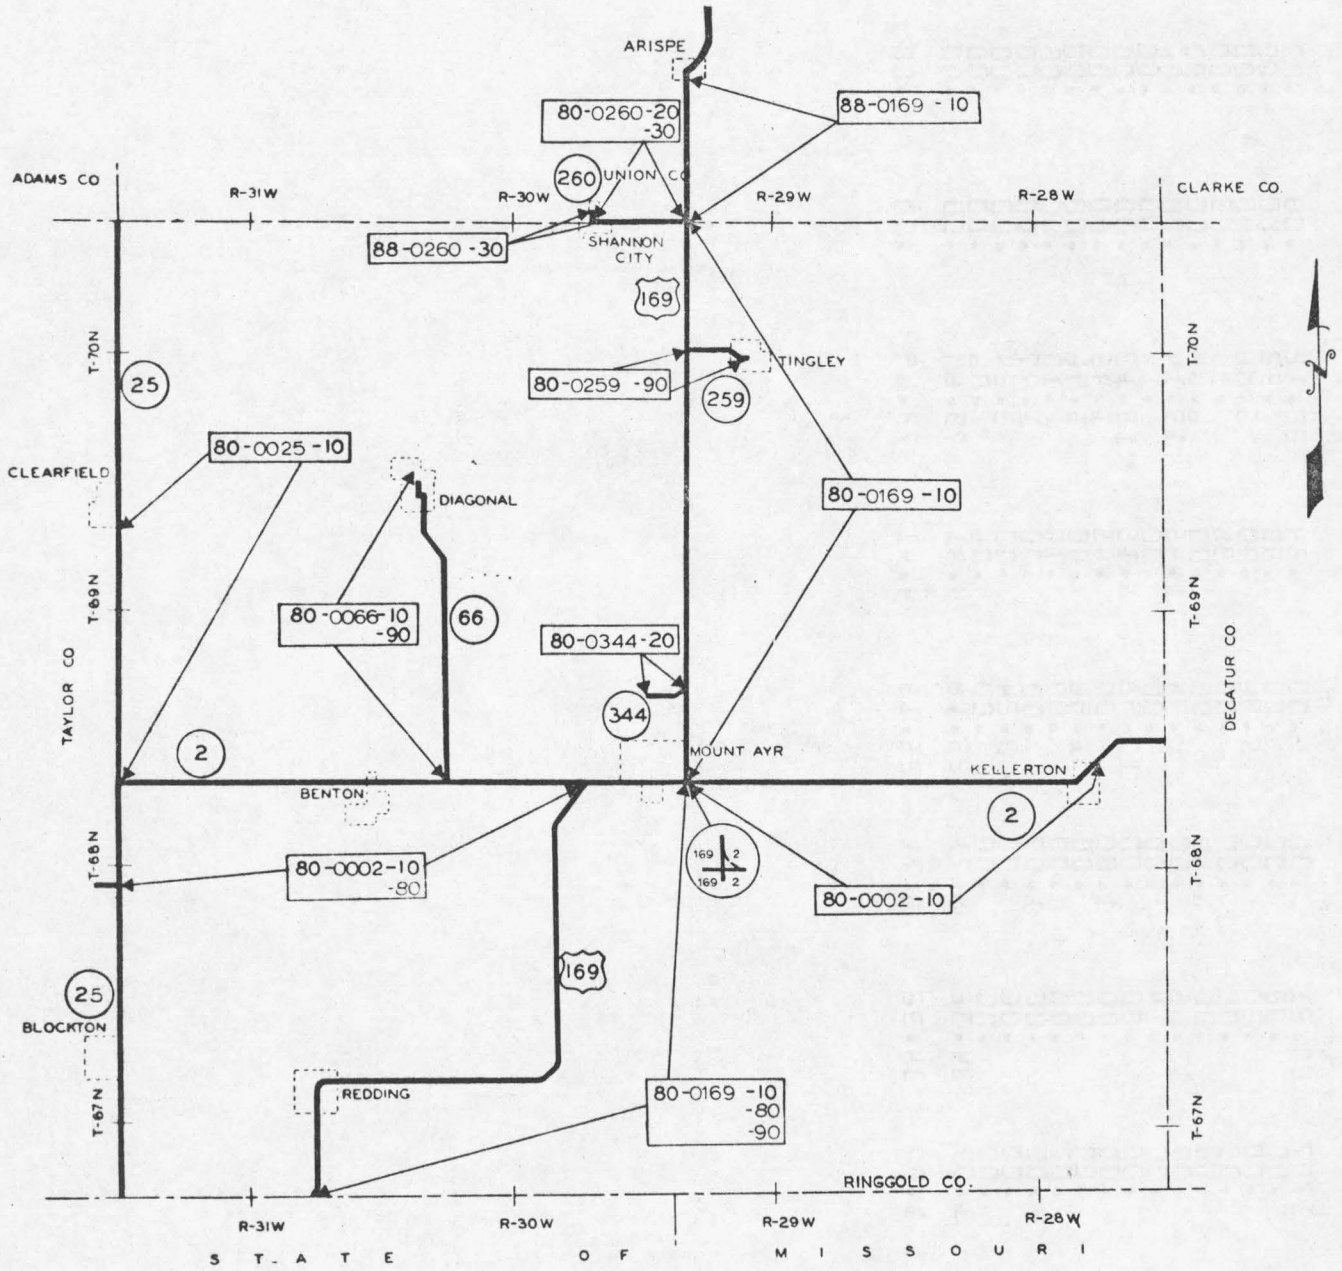 ARISPE
80-0260-20
-30
88-0169-10
260
UNION CO
ADAMS CO
R-31W
R-30W
R-29W
R-28W
CLARKE CO.
88-0260-30
SHANNON
CITY
169
T-70N
T-70N
25
80-0259-90
TINGLEY
259
80-0025-10
CLEARFIELD
DIAGONAL
80-0169-10
T-69N
T-69N
80-0066-10
-90
66
80-0344-20
TAYLOR CO
DECATUR CO.
344
2
MOUNT AYR
KELLERTON
BENTON
2
T-68N
T-68N
80-0002-10
-80
169 2
169 2
80-0002-10
25
169
BLOCKTON
REDDING
80-0169-10
-80
-90
T-67N
T-67N
RINGGOLD CO.
R-31W
R-30W
R-29W
R-28W
STATE OF MISSOURI